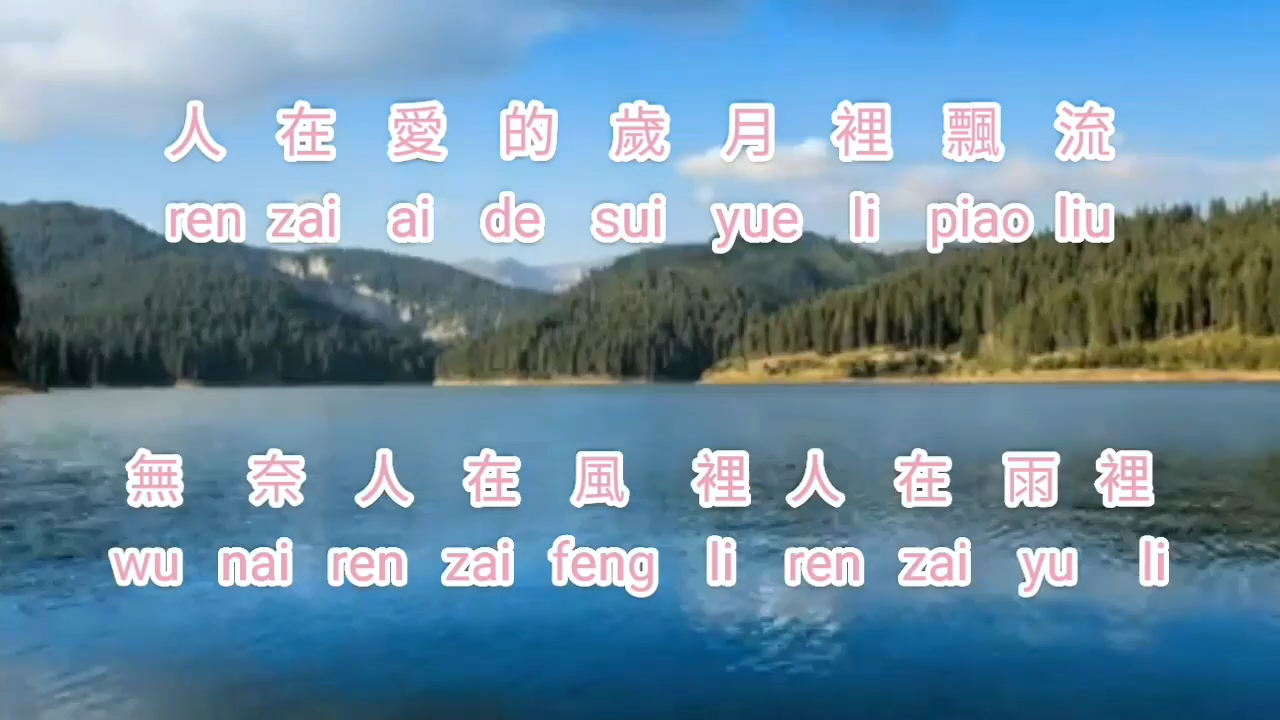 人在愛的歲月裡飄流
ren zai ai de sui yue li piao liu
無奈人在風裡人在雨裡
wu nai ren zai feng li ren zai yu li